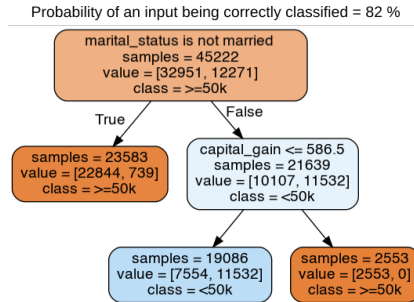 Probability of an input being correctly classified = 82 %
marital_status is not married
samples = 45222
value = [32951, 12271]
class = >=50k
True
False
samples = 23583
value = [22844, 739]
class = >=50k
capital_gain <= 586.5
samples = 21639
value = [10107, 11532]
class = <50k
samples = 19086
value = [7554, 11532]
class = <50k
samples = 2553
value = [2553, 0]
class = >=50k